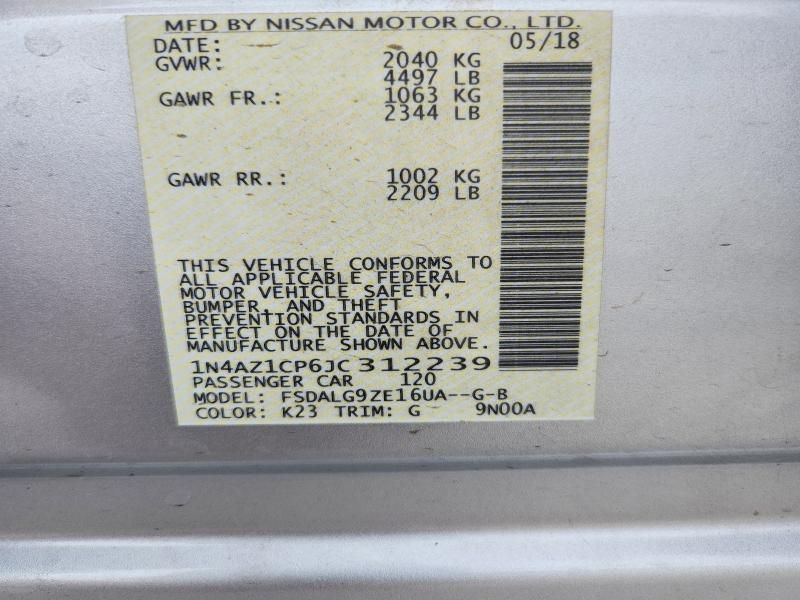 MFD BY NISSAN MOTOR CO., LTD.
DATE: 05/18
GVWR: 2040 KG
4497 LB
GAWR FR.: 1063 KG
2344 LB
GAWR RR.: 1002 KG
2209 LB
THIS VEHICLE CONFORMS TO
ALL APPLICABLE FEDERAL
MOTOR VEHICLE SAFETY,
BUMPER, AND THEFT
PREVENTION STANDARDS IN
EFFECT ON THE DATE OF
MANUFACTURE SHOWN ABOVE.
1N4AZ1CP6JC312239
PASSENGER CAR 120
MODEL: FSDALG9ZE16UA--G-B
COLOR: K23 TRIM: G 9N00A